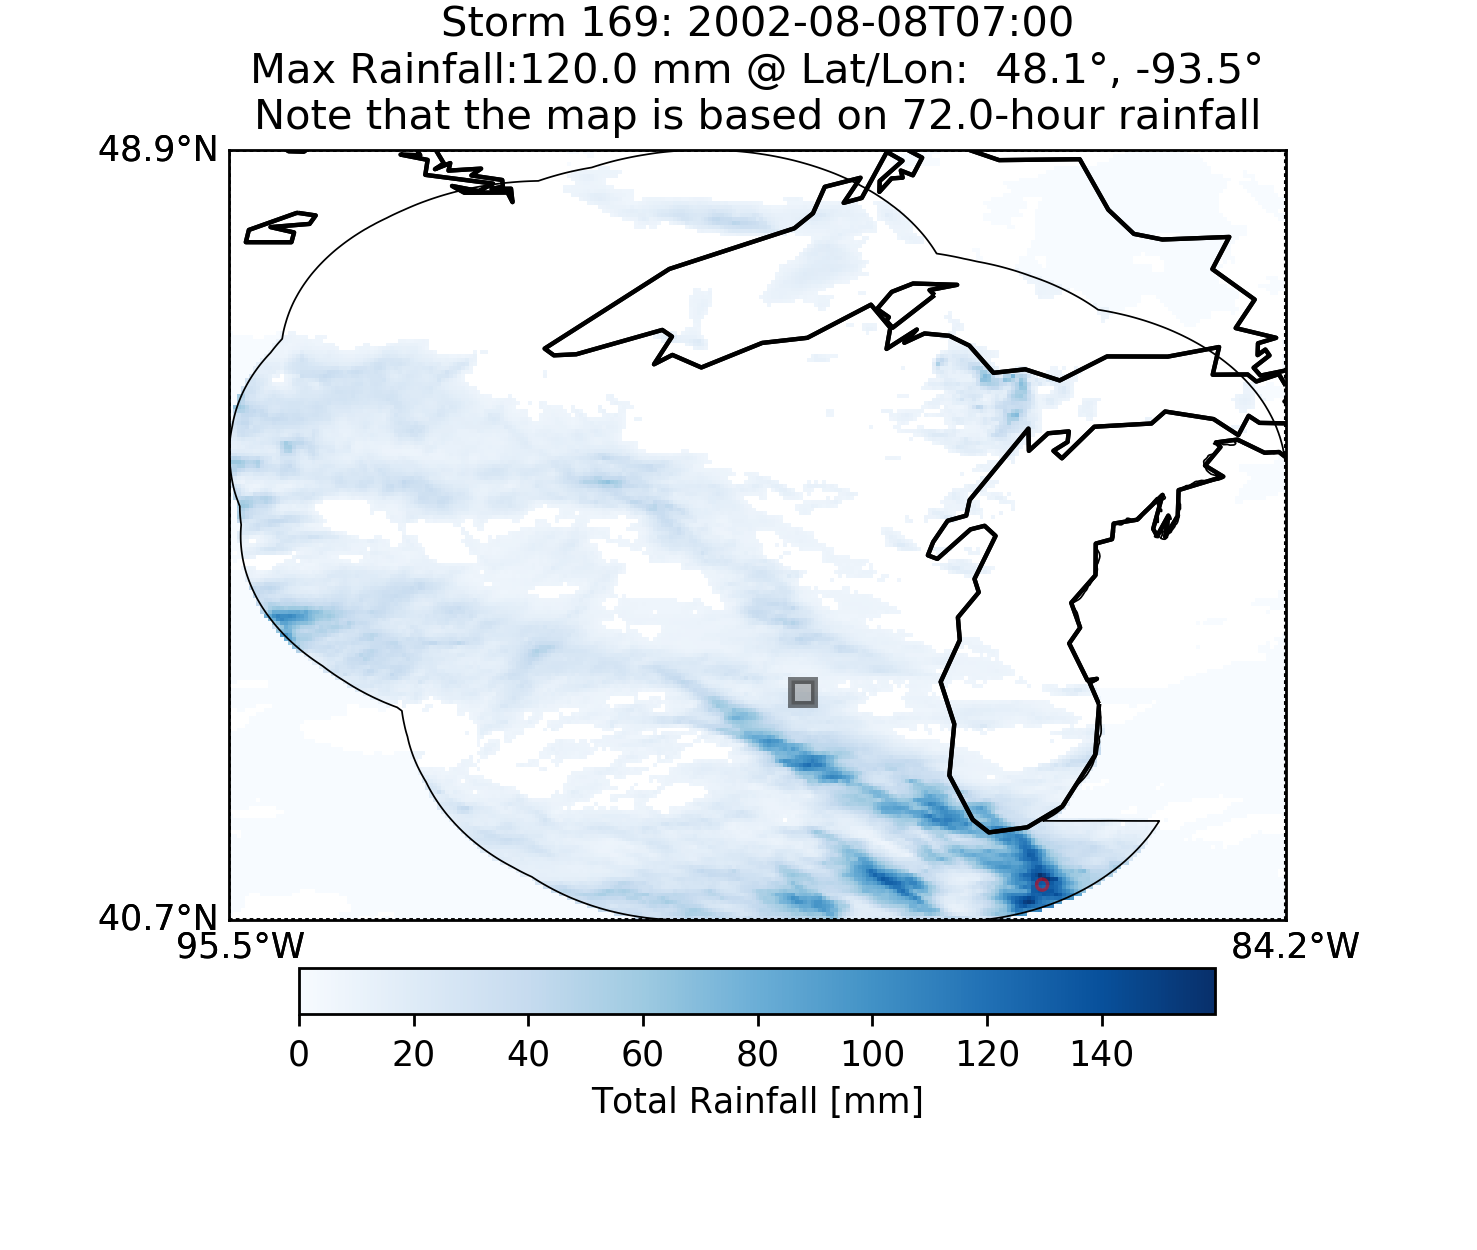 Storm 169: 2002-08-08T07:00
Max Rainfall:120.0 mm @ Lat/Lon:  48.1°, -93.5°
Note that the map is based on 72.0-hour rainfall
48.9°N
40.7°N
95.5°W 84.2°W
0 20 40 60 80 100 120 140
Total Rainfall [mm]